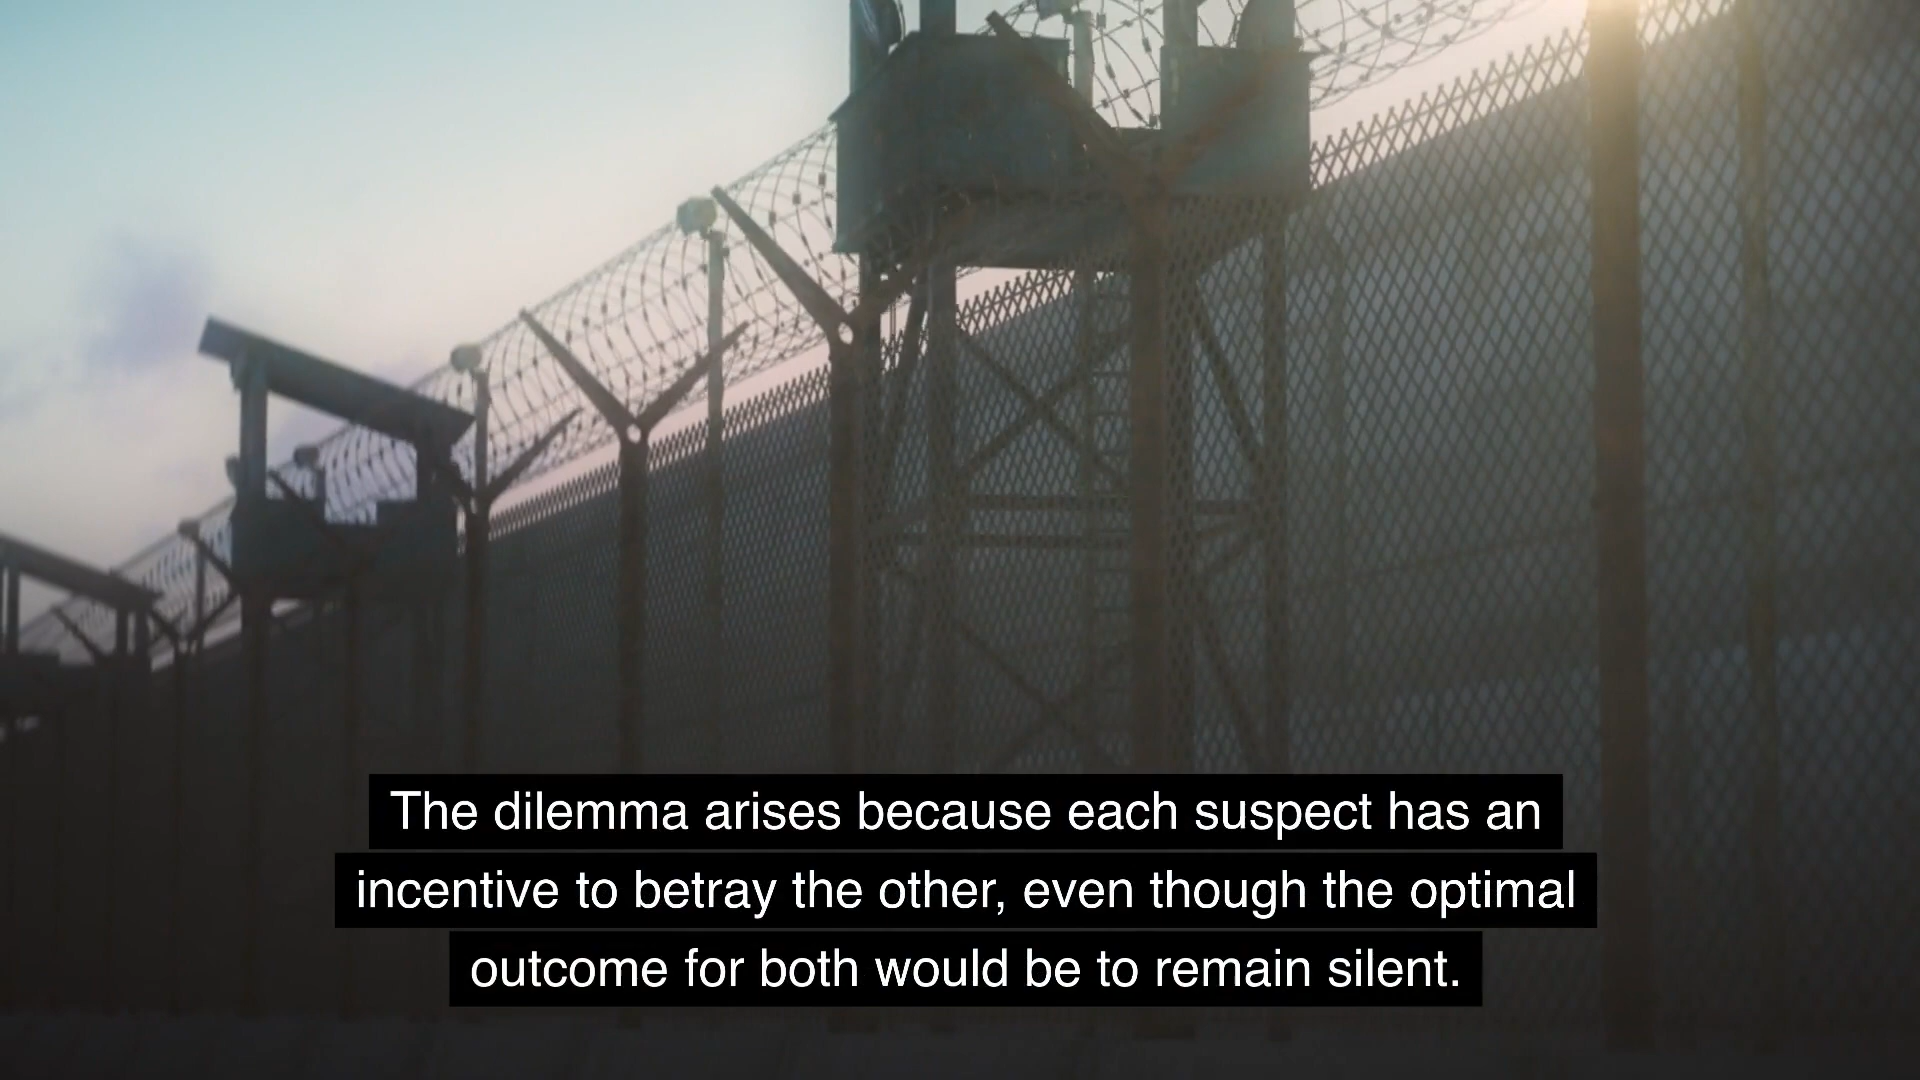 The dilemma arises because each suspect has an
incentive to betray the other, even though the optimal
outcome for both would be to remain silent.